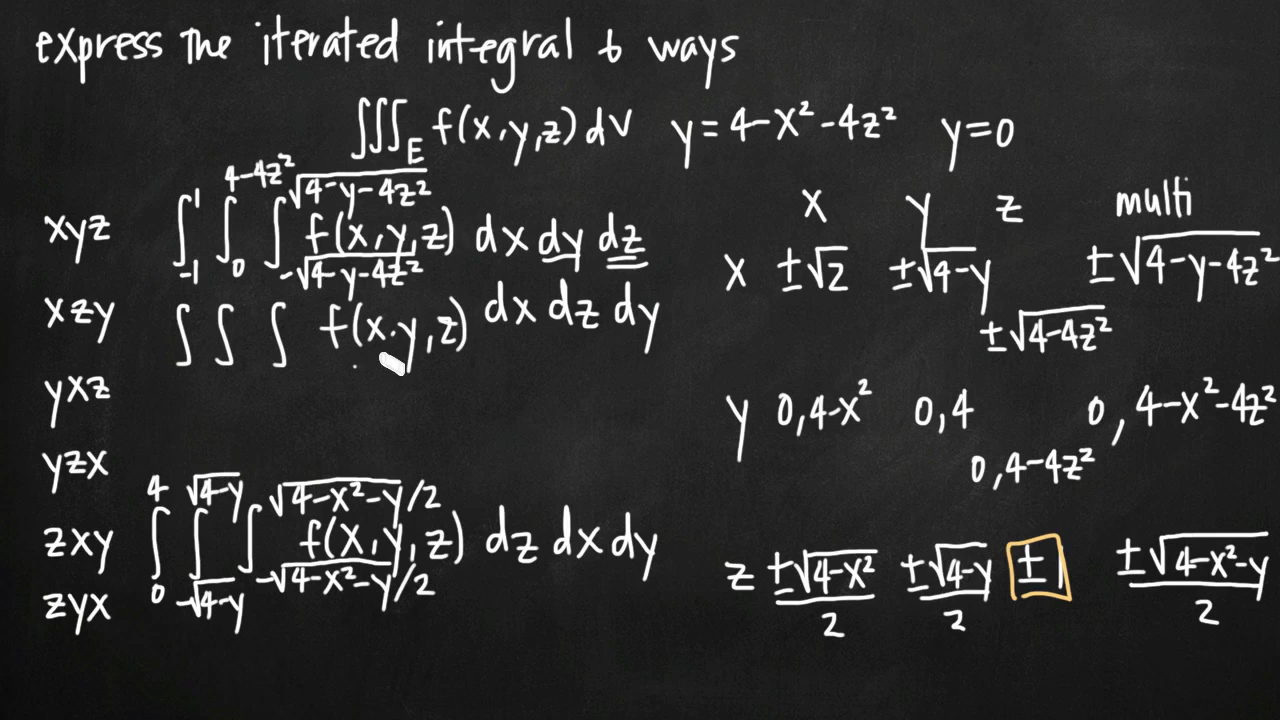 express the iterated integral 6 ways
∫∫∫_E f(x,y,z) dV y=4-x²-4z² y=0
xyz ∫_{-1}^{1} ∫_{0}^{4-4z²} ∫_{-√(4-y-4z²)}^{√(4-y-4z²)} f(x,y,z) dx dy dz
xzy ∫ ∫ ∫ f(x,y,z) dx dz dy
yxz
yzx
zxy ∫_{0}^{4} ∫_{-√(4-y)}^{√(4-y)} ∫_{-√(4-x²-y)/2}^{√(4-x²-y)/2} f(x,y,z) dz dx dy
zyx
x y z multi
x ±√2 ±√(4-y) ±√(4-4z²) ±√(4-y-4z²)
y 0,4-x² 0,4 0,4-4z² 0,4-x²-4z²
z ±√(4-x²)/2 ±√(4-y)/2 ±1 ±√(4-x²-y)/2